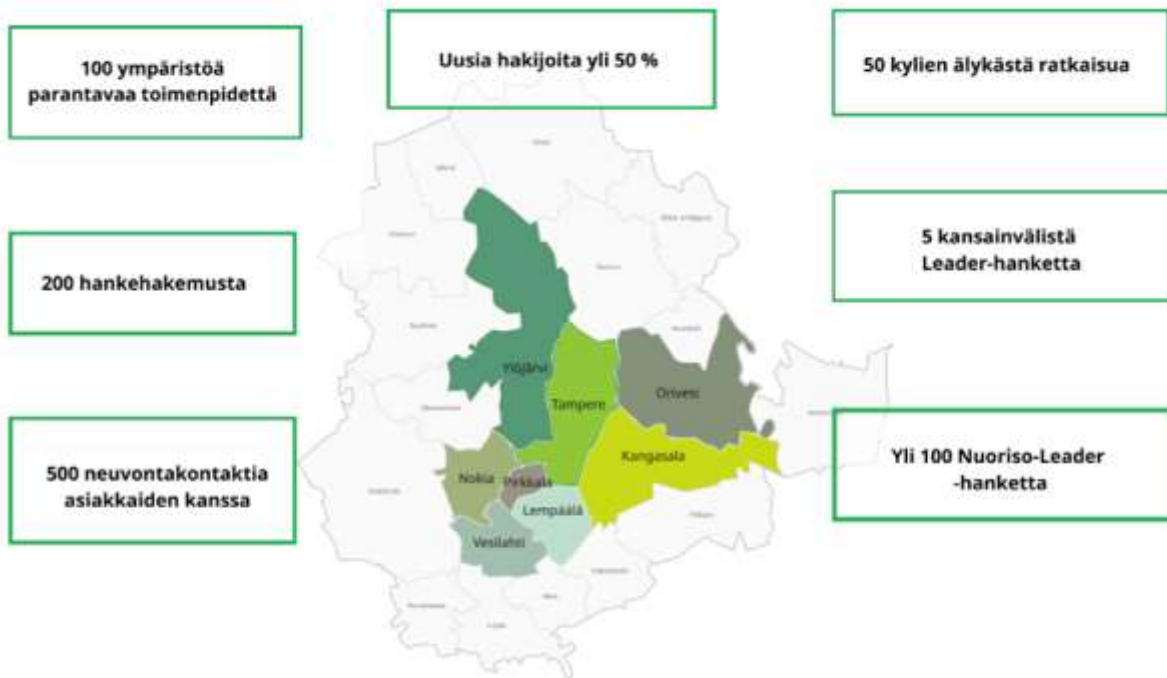 100 ympäristöä
parantavaa toimenpidettä
Uusia hakijoita yli 50 %
50 kylien älykästä ratkaisua
200 hankehakemusta
5 kansainvälistä
Leader-hanketta
500 neuvontakontaktia
asiakkaiden kanssa
Yli 100 Nuoriso-Leader
-hanketta
Ylöjärvi
Tampere
Orivesi
Kangasala
Nokia
Pirkkala
Lempäälä
Vesilahti